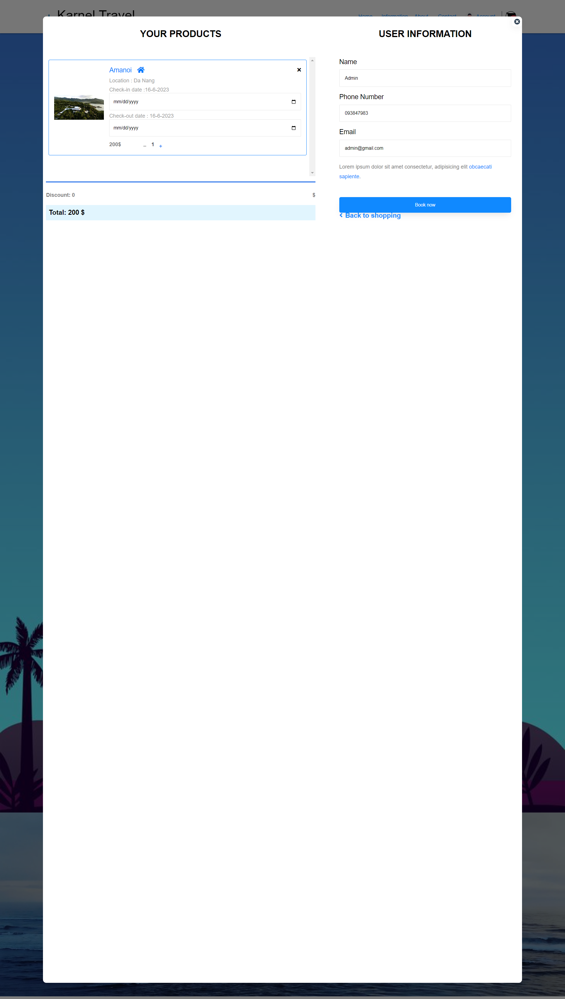 Karnel Travel
Home Information About Contact Account
YOUR PRODUCTS
Amanoi
Location : Da Nang
Check-in date :16-6-2023
mm/dd/yyyy
Check-out date : 16-6-2023
mm/dd/yyyy
200$ – 1 +
Discount: 0 $
Total: 200 $
USER INFORMATION
Name
Admin
Phone Number
093847983
Email
admin@gmail.com
Lorem ipsum dolor sit amet consectetur, adipisicing elit obcaecati
sapiente.
Book now
Back to shopping